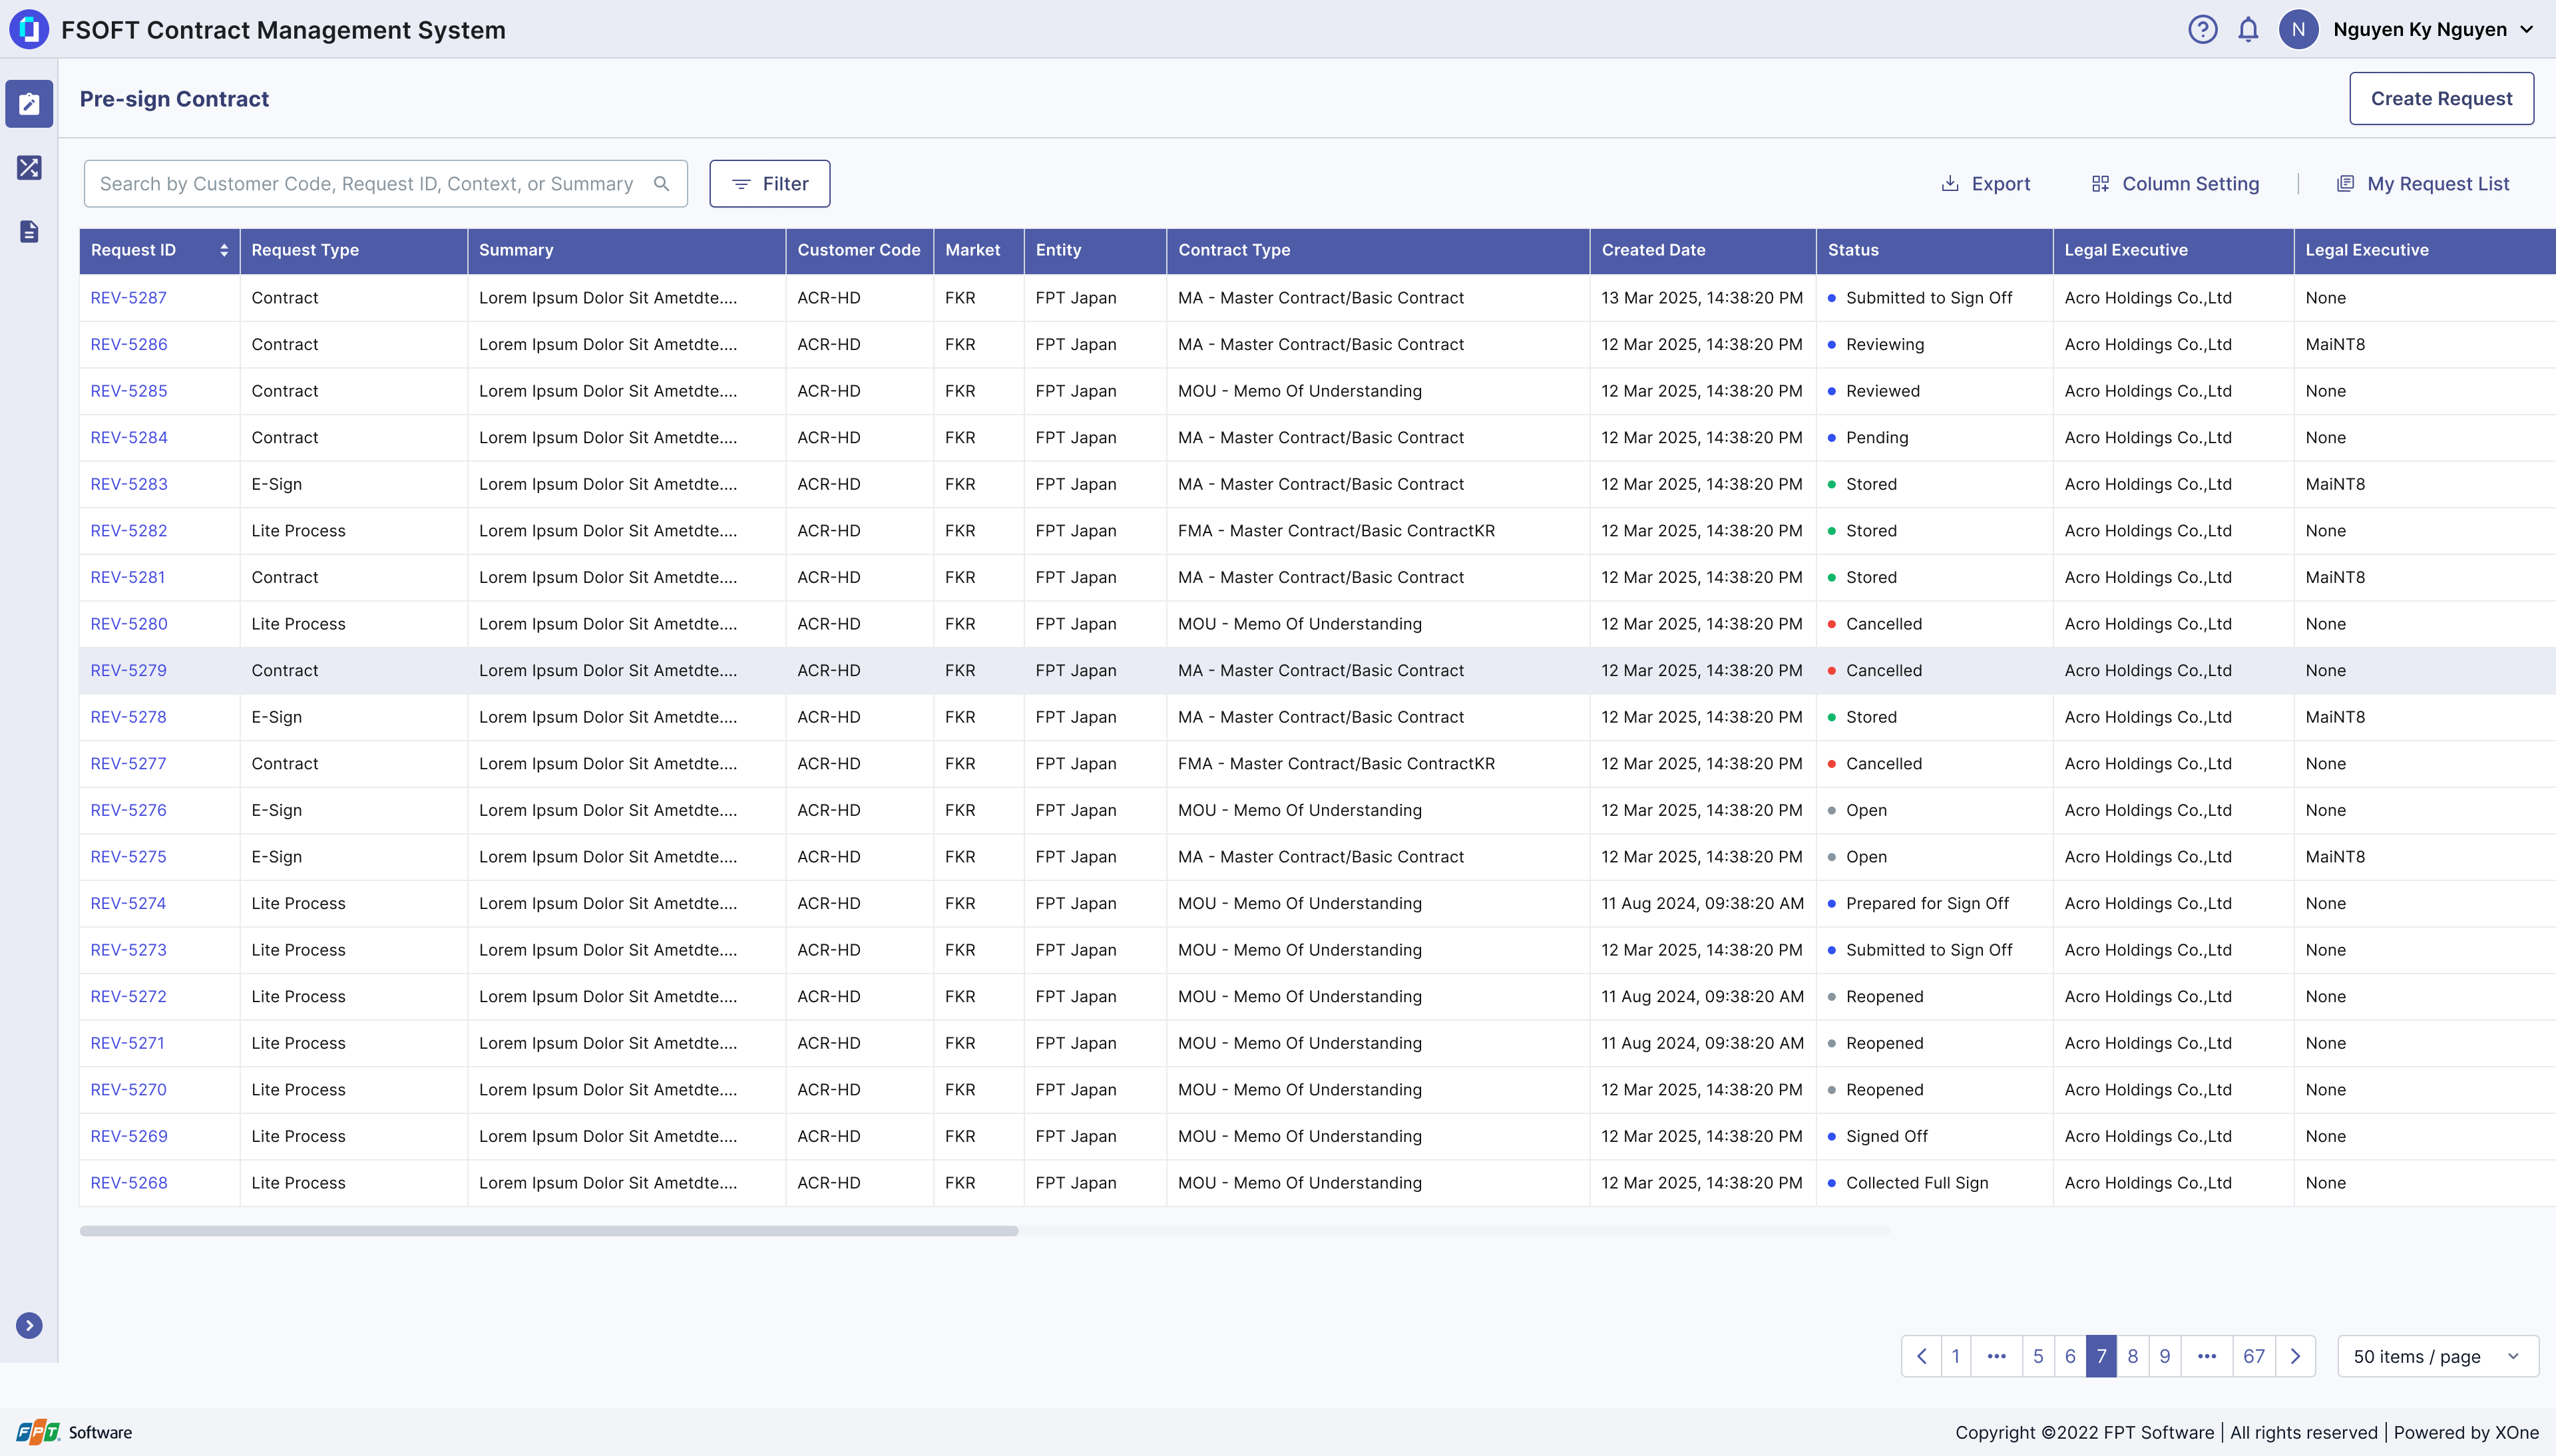 FSOFT Contract Management System
N Nguyen Ky Nguyen
Pre-sign Contract
Create Request
Search by Customer Code, Request ID, Context, or Summary
Filter
Export
Column Setting
My Request List
Request ID Request Type Summary Customer Code Market Entity Contract Type Created Date Status Legal Executive Legal Executive
REV-5287 Contract Lorem Ipsum Dolor Sit Ametdte.... ACR-HD FKR FPT Japan MA - Master Contract/Basic Contract 13 Mar 2025, 14:38:20 PM Submitted to Sign Off Acro Holdings Co.,Ltd None
REV-5286 Contract Lorem Ipsum Dolor Sit Ametdte.... ACR-HD FKR FPT Japan MA - Master Contract/Basic Contract 12 Mar 2025, 14:38:20 PM Reviewing Acro Holdings Co.,Ltd MaiNT8
REV-5285 Contract Lorem Ipsum Dolor Sit Ametdte.... ACR-HD FKR FPT Japan MOU - Memo Of Understanding 12 Mar 2025, 14:38:20 PM Reviewed Acro Holdings Co.,Ltd None
REV-5284 Contract Lorem Ipsum Dolor Sit Ametdte.... ACR-HD FKR FPT Japan MA - Master Contract/Basic Contract 12 Mar 2025, 14:38:20 PM Pending Acro Holdings Co.,Ltd None
REV-5283 E-Sign Lorem Ipsum Dolor Sit Ametdte.... ACR-HD FKR FPT Japan MA - Master Contract/Basic Contract 12 Mar 2025, 14:38:20 PM Stored Acro Holdings Co.,Ltd MaiNT8
REV-5282 Lite Process Lorem Ipsum Dolor Sit Ametdte.... ACR-HD FKR FPT Japan FMA - Master Contract/Basic ContractKR 12 Mar 2025, 14:38:20 PM Stored Acro Holdings Co.,Ltd None
REV-5281 Contract Lorem Ipsum Dolor Sit Ametdte.... ACR-HD FKR FPT Japan MA - Master Contract/Basic Contract 12 Mar 2025, 14:38:20 PM Stored Acro Holdings Co.,Ltd MaiNT8
REV-5280 Lite Process Lorem Ipsum Dolor Sit Ametdte.... ACR-HD FKR FPT Japan MOU - Memo Of Understanding 12 Mar 2025, 14:38:20 PM Cancelled Acro Holdings Co.,Ltd None
REV-5279 Contract Lorem Ipsum Dolor Sit Ametdte.... ACR-HD FKR FPT Japan MA - Master Contract/Basic Contract 12 Mar 2025, 14:38:20 PM Cancelled Acro Holdings Co.,Ltd None
REV-5278 E-Sign Lorem Ipsum Dolor Sit Ametdte.... ACR-HD FKR FPT Japan MA - Master Contract/Basic Contract 12 Mar 2025, 14:38:20 PM Stored Acro Holdings Co.,Ltd MaiNT8
REV-5277 Contract Lorem Ipsum Dolor Sit Ametdte.... ACR-HD FKR FPT Japan FMA - Master Contract/Basic ContractKR 12 Mar 2025, 14:38:20 PM Cancelled Acro Holdings Co.,Ltd None
REV-5276 E-Sign Lorem Ipsum Dolor Sit Ametdte.... ACR-HD FKR FPT Japan MOU - Memo Of Understanding 12 Mar 2025, 14:38:20 PM Open Acro Holdings Co.,Ltd None
REV-5275 E-Sign Lorem Ipsum Dolor Sit Ametdte.... ACR-HD FKR FPT Japan MA - Master Contract/Basic Contract 12 Mar 2025, 14:38:20 PM Open Acro Holdings Co.,Ltd MaiNT8
REV-5274 Lite Process Lorem Ipsum Dolor Sit Ametdte.... ACR-HD FKR FPT Japan MOU - Memo Of Understanding 11 Aug 2024, 09:38:20 AM Prepared for Sign Off Acro Holdings Co.,Ltd None
REV-5273 Lite Process Lorem Ipsum Dolor Sit Ametdte.... ACR-HD FKR FPT Japan MOU - Memo Of Understanding 12 Mar 2025, 14:38:20 PM Submitted to Sign Off Acro Holdings Co.,Ltd None
REV-5272 Lite Process Lorem Ipsum Dolor Sit Ametdte.... ACR-HD FKR FPT Japan MOU - Memo Of Understanding 11 Aug 2024, 09:38:20 AM Reopened Acro Holdings Co.,Ltd None
REV-5271 Lite Process Lorem Ipsum Dolor Sit Ametdte.... ACR-HD FKR FPT Japan MOU - Memo Of Understanding 11 Aug 2024, 09:38:20 AM Reopened Acro Holdings Co.,Ltd None
REV-5270 Lite Process Lorem Ipsum Dolor Sit Ametdte.... ACR-HD FKR FPT Japan MOU - Memo Of Understanding 12 Mar 2025, 14:38:20 PM Reopened Acro Holdings Co.,Ltd None
REV-5269 Lite Process Lorem Ipsum Dolor Sit Ametdte.... ACR-HD FKR FPT Japan MOU - Memo Of Understanding 12 Mar 2025, 14:38:20 PM Signed Off Acro Holdings Co.,Ltd None
REV-5268 Lite Process Lorem Ipsum Dolor Sit Ametdte.... ACR-HD FKR FPT Japan MOU - Memo Of Understanding 12 Mar 2025, 14:38:20 PM Collected Full Sign Acro Holdings Co.,Ltd None
1 ••• 5 6 7 8 9 ••• 67
50 items / page
FPT Software
Copyright ©2022 FPT Software | All rights reserved | Powered by XOne